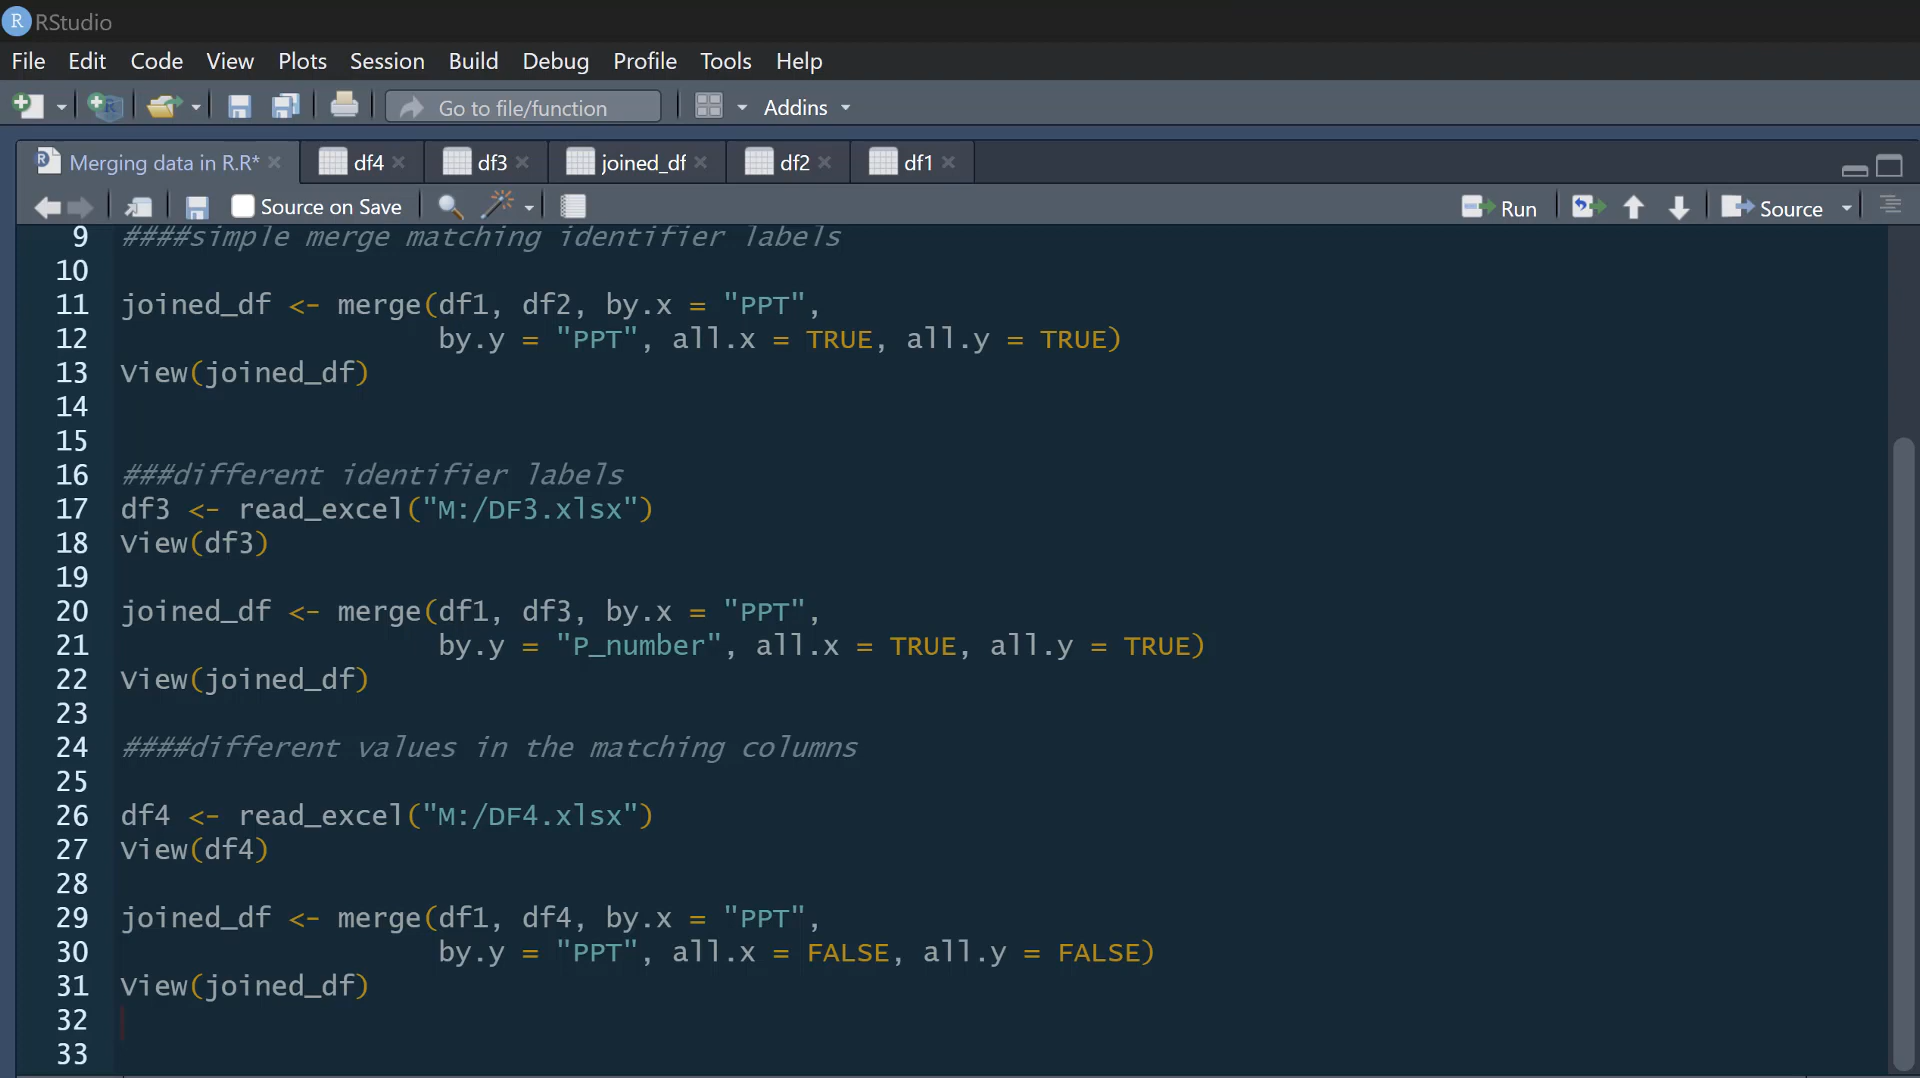 R RStudio
File Edit Code View Plots Session Build Debug Profile Tools Help
Go to file/function Addins
Merging data in R.R* df4 df3 joined_df df2 df1
Source on Save Run Source
9 ####simple merge matching identifier labels
10
11 joined_df <- merge(df1, df2, by.x = "PPT",
12 by.y = "PPT", all.x = TRUE, all.y = TRUE)
13 View(joined_df)
14
15
16 ###different identifier labels
17 df3 <- read_excel("M:/DF3.xlsx")
18 View(df3)
19
20 joined_df <- merge(df1, df3, by.x = "PPT",
21 by.y = "P_number", all.x = TRUE, all.y = TRUE)
22 View(joined_df)
23
24 ####different values in the matching columns
25
26 df4 <- read_excel("M:/DF4.xlsx")
27 View(df4)
28
29 joined_df <- merge(df1, df4, by.x = "PPT",
30 by.y = "PPT", all.x = FALSE, all.y = FALSE)
31 View(joined_df)
32
33